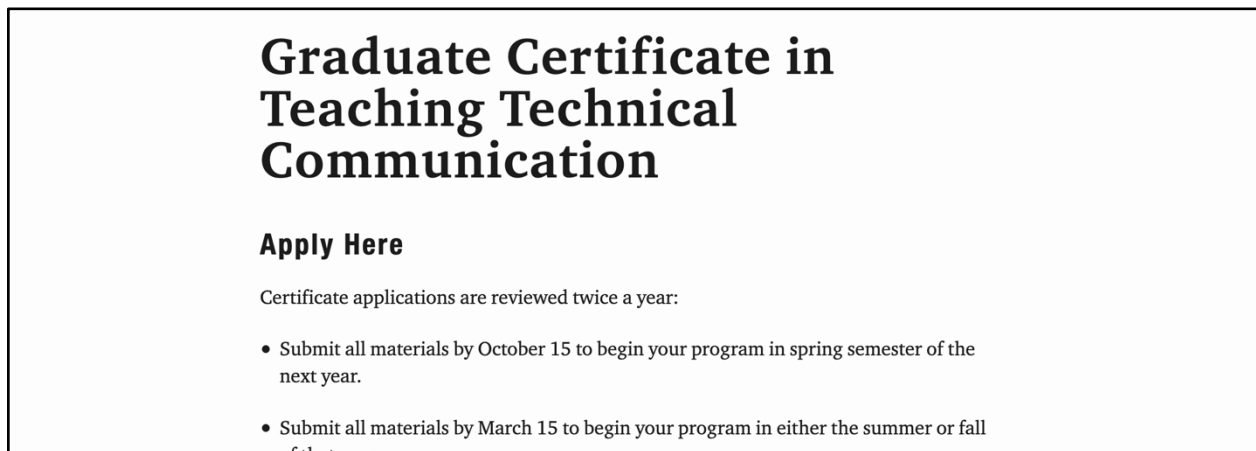 Graduate Certificate in
Teaching Technical
Communication
Apply Here
Certificate applications are reviewed twice a year:
• Submit all materials by October 15 to begin your program in spring semester of the
next year.
• Submit all materials by March 15 to begin your program in either the summer or fall